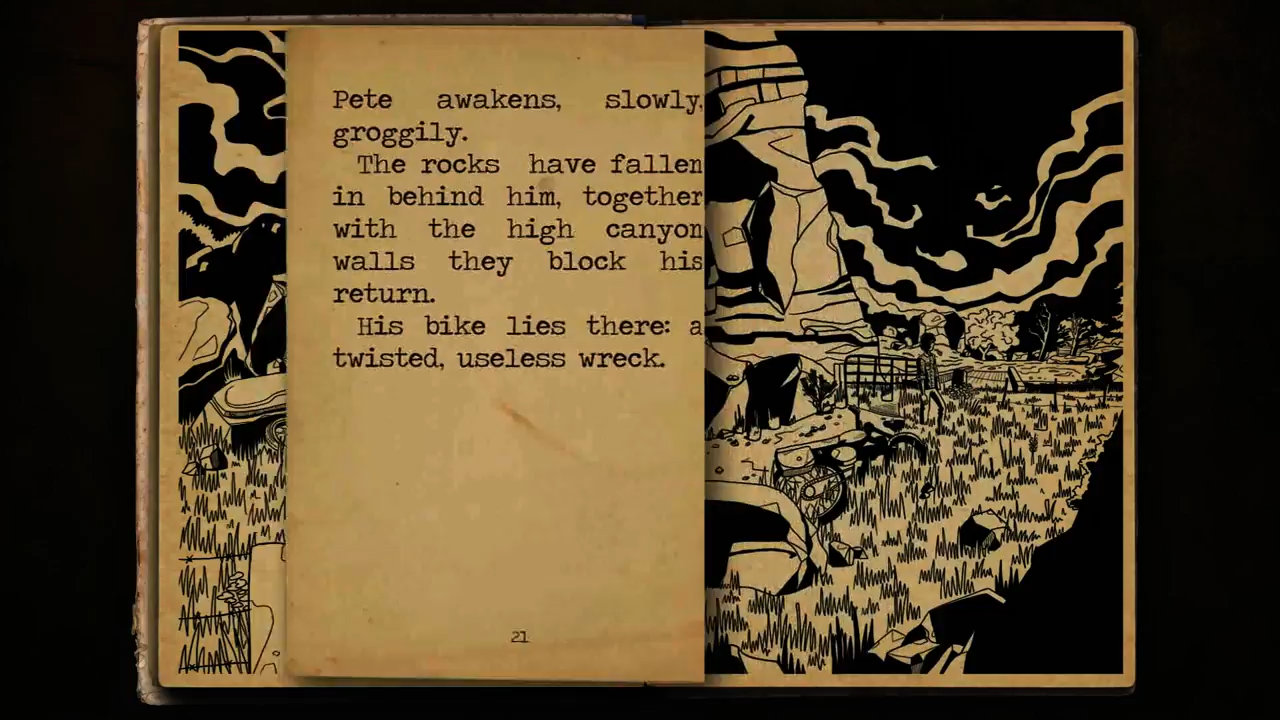 Pete awakens, slowly,
groggily.
The rocks have fallen
in behind him, together
with the high canyon
walls they block his
return.
His bike lies there: a
twisted, useless wreck.
21